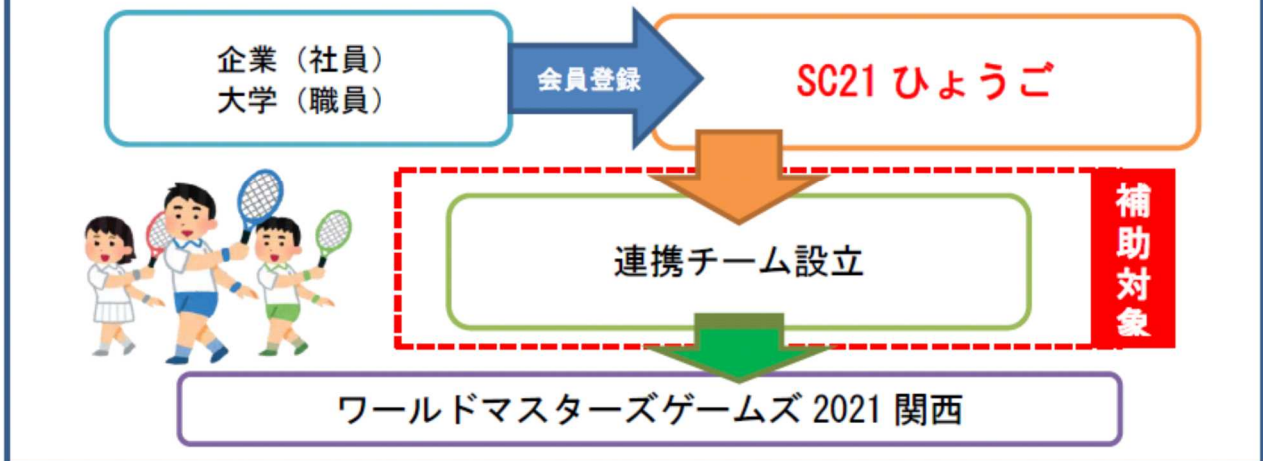 企業（社員）
大学（職員）
会員登録
SC21 ひょうご
連携チーム設立
補助対象
ワールドマスターズゲームズ 2021 関西